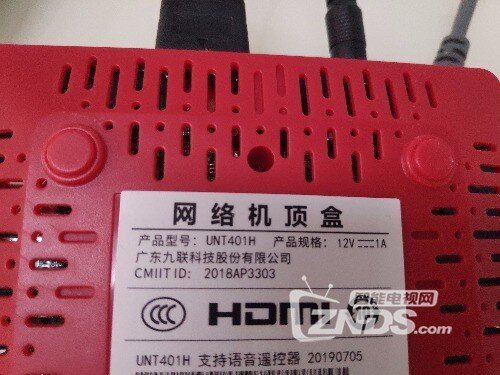 网络机顶盒
产品型号: UNT401H 产品规格: 12V⎓1A
广东九联科技股份有限公司
CMIIT ID: 2018AP3303
CCC HDMI
智能电视网
ZNDS.com
UNT401H 支持语音遥控器 20190705